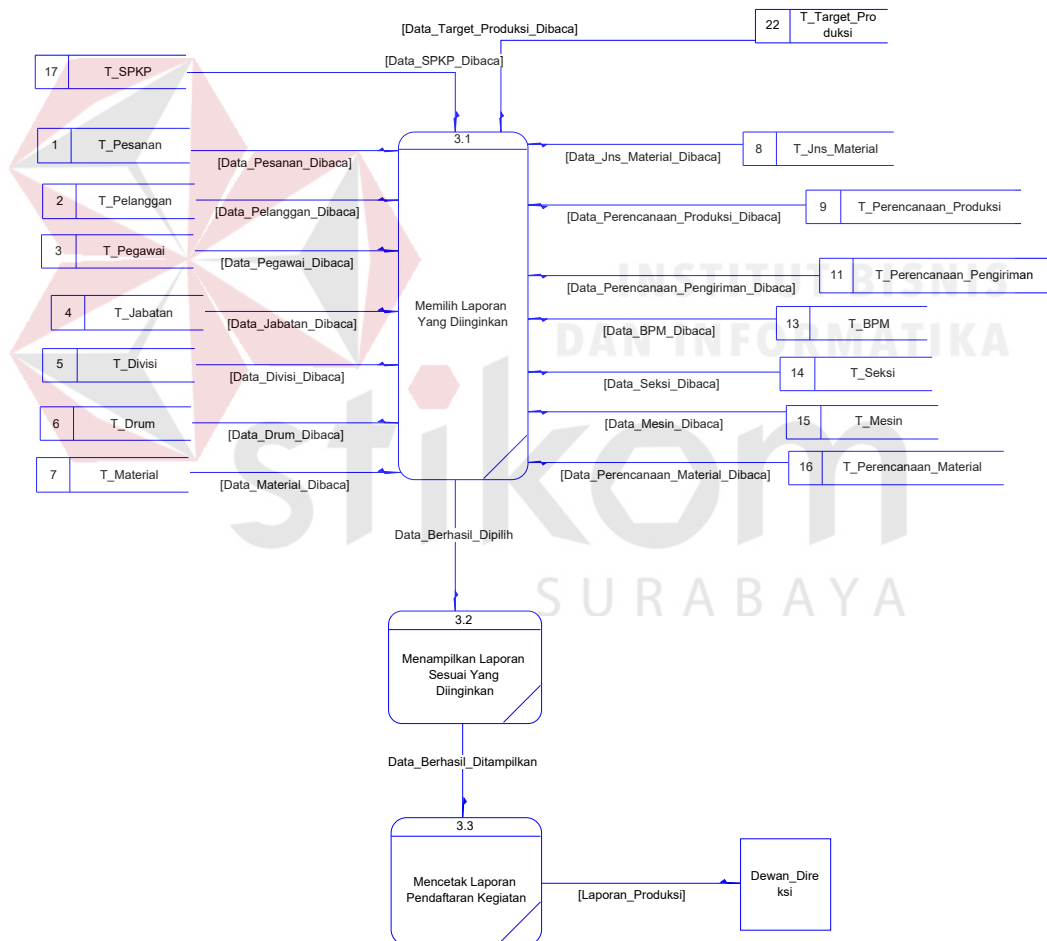 22
T_Target_Pro
duksi
[Data_Target_Produksi_Dibaca]
17
T_SPKP
[Data_SPKP_Dibaca]
1
T_Pesanan
[Data_Pesanan_Dibaca]
2
T_Pelanggan
[Data_Pelanggan_Dibaca]
3
T_Pegawai
[Data_Pegawai_Dibaca]
4
T_Jabatan
[Data_Jabatan_Dibaca]
5
T_Divisi
[Data_Divisi_Dibaca]
6
T_Drum
[Data_Drum_Dibaca]
7
T_Material
[Data_Material_Dibaca]
3.1
Memilih Laporan
Yang Diinginkan
8
T_Jns_Material
[Data_Jns_Material_Dibaca]
9
T_Perencanaan_Produksi
[Data_Perencanaan_Produksi_Dibaca]
11
T_Perencanaan_Pengiriman
[Data_Perencanaan_Pengiriman_Dibaca]
13
T_BPM
[Data_BPM_Dibaca]
14
T_Seksi
[Data_Seksi_Dibaca]
15
T_Mesin
[Data_Mesin_Dibaca]
16
T_Perencanaan_Material
[Data_Perencanaan_Material_Dibaca]
INSTITUT BISNIS
DAN INFORMATIKA
stikom
SURABAYA
Data_Berhasil_Dipilih
3.2
Menampilkan Laporan
Sesuai Yang
Diinginkan
Data_Berhasil_Ditampilkan
3.3
Mencetak Laporan
Pendaftaran Kegiatan
[Laporan_Produksi]
Dewan_Dire
ksi